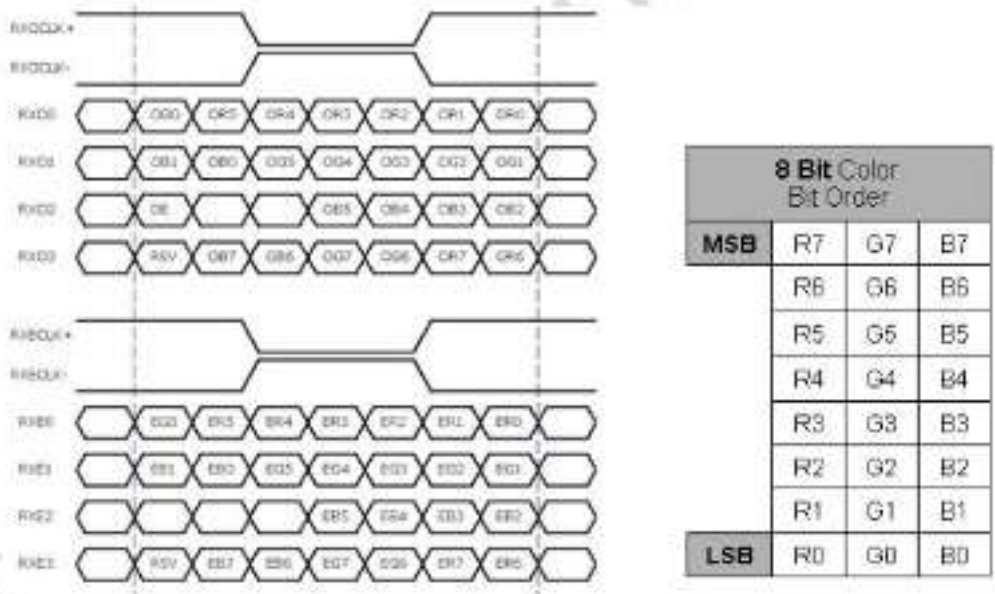 RXOCLK+
RXOCLK-
RXO0 OG0 OR5 OR4 OR3 OR2 OR1 OR0
RXO1 OB1 OB0 OG5 OG4 OG3 OG2 OG1
RXO2 DE OB5 OB4 OB3 OB2
RXO3 RSV OB7 OB6 OG7 OG6 OR7 OR6
RXECLK+
RXECLK-
RXE0 EG0 ER5 ER4 ER3 ER2 ER1 ER0
RXE1 EB1 EB0 EG5 EG4 EG3 EG2 EG1
RXE2 EB5 EB4 EB3 EB2
RXE3 RSV EB7 EB6 EG7 EG6 ER7 ER6
8 Bit Color
Bit Order
MSB R7 G7 B7
R6 G6 B6
R5 G5 B5
R4 G4 B4
R3 G3 B3
R2 G2 B2
R1 G1 B1
LSB R0 G0 B0